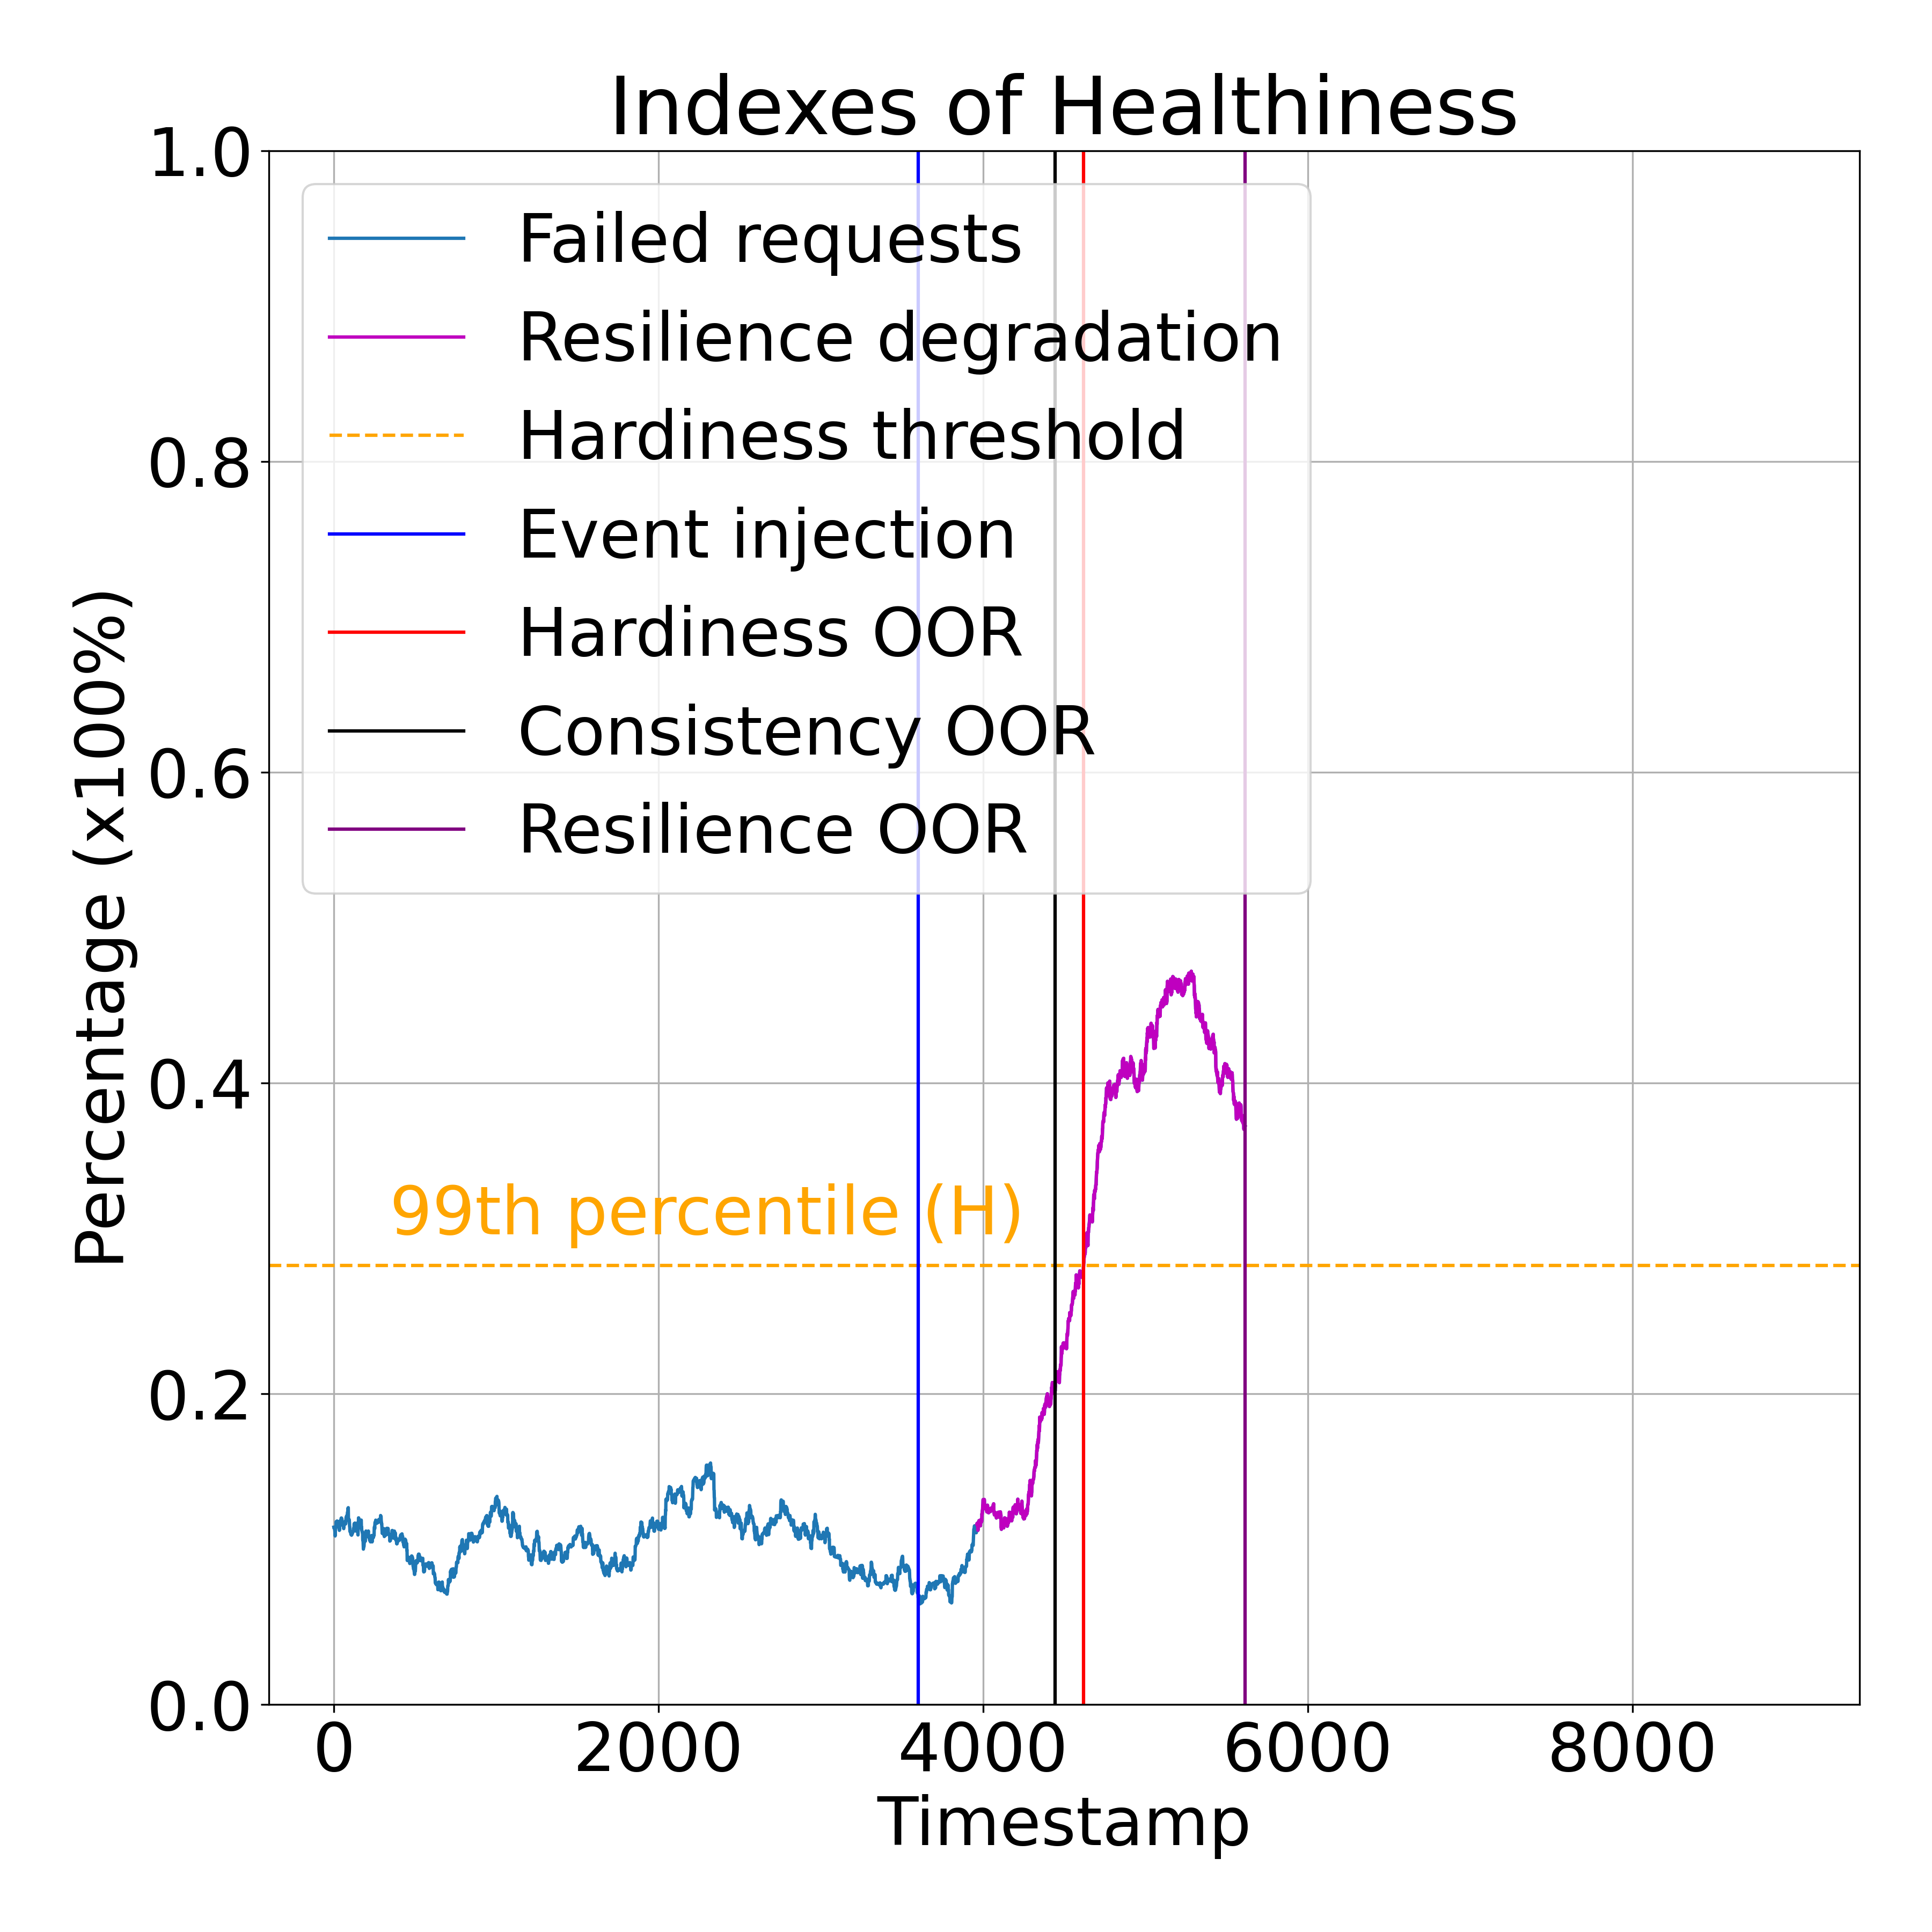 Indexes of Healthiness
1.0
0.8
0.6
0.4
0.2
0.0
Percentage (x100%)
Failed requests
Resilience degradation
Hardiness threshold
Event injection
Hardiness OOR
Consistency OOR
Resilience OOR
99th percentile (H)
0 2000 4000 6000 8000
Timestamp